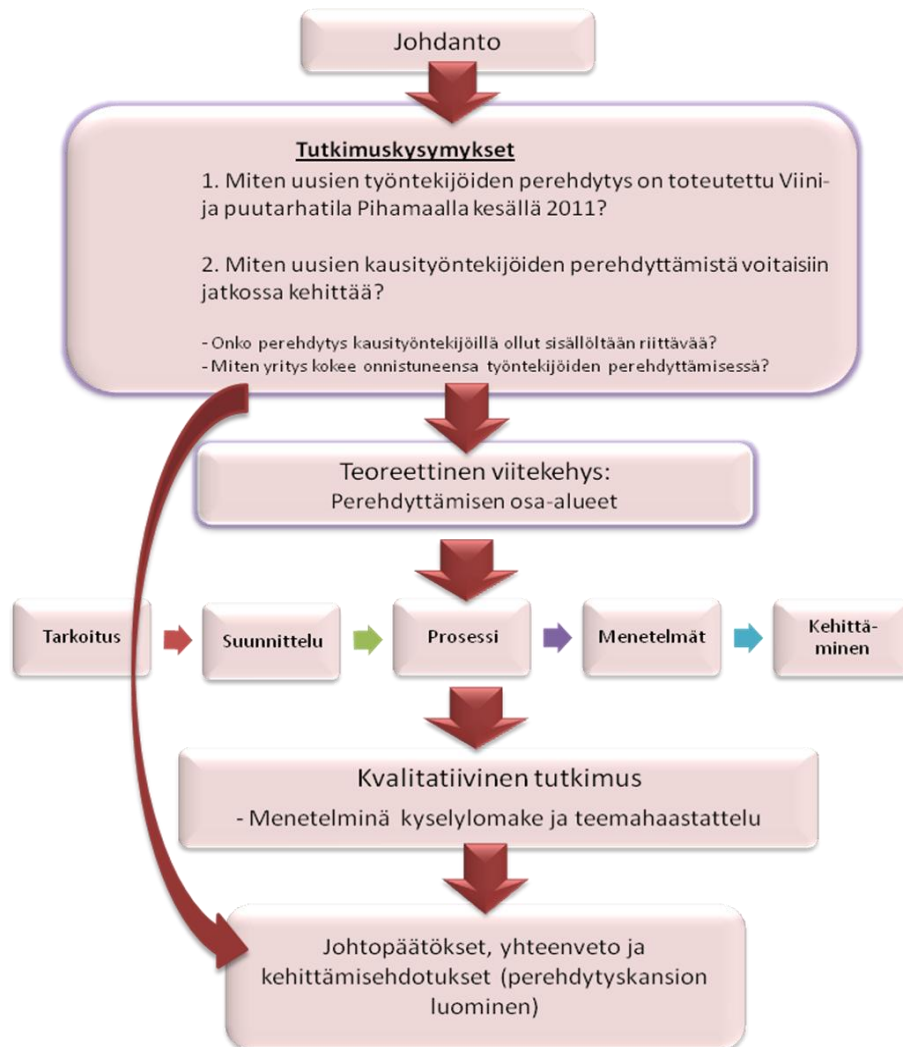 Johdanto
Tutkimuskysymykset
1. Miten uusien työntekijöiden perehdytys on toteutettu Viini-
ja puutarhatila Pihamaalla kesällä 2011?
2. Miten uusien kausityöntekijöiden perehdyttämistä voitaisiin
jatkossa kehittää?
- Onko perehdytys kausityöntekijöillä ollut sisällöltään riittävää?
- Miten yritys kokee onnistuneensa työntekijöiden perehdyttämisessä?
Teoreettinen viitekehys:
Perehdyttämisen osa-alueet
Tarkoitus
Suunnittelu
Prosessi
Menetelmät
Kehittä-
minen
Kvalitatiivinen tutkimus
- Menetelminä kyselylomake ja teemahaastattelu
Johtopäätökset, yhteenveto ja
kehittämisehdotukset (perehdytyskansion
luominen)